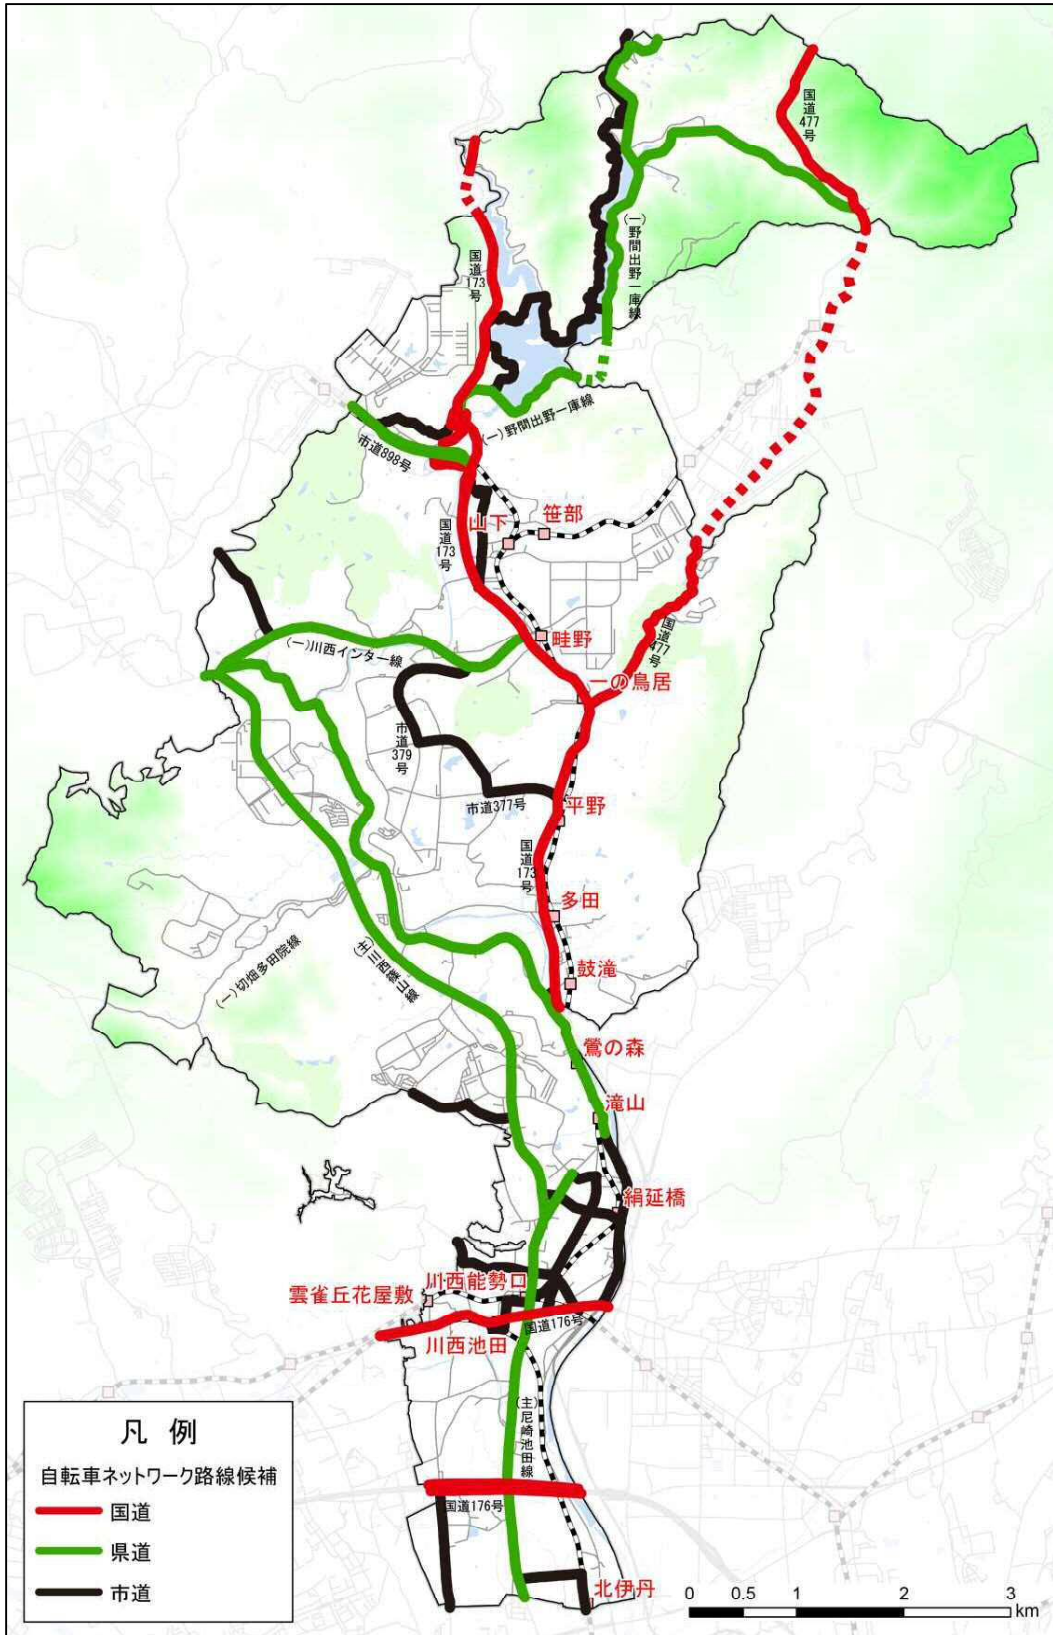 国道477号
(一)野間出野一庫線
国道173号
(一)野間出野一庫線
市道898号
国道173号
山下
笹部
畦野
国道477号
(一)川西インター線
一の鳥居
市道379号
市道377号
平野
国道173号
多田
(一)切畑多田院線
(主)川西篠山線
鼓滝
鶯の森
滝山
絹延橋
川西能勢口
雲雀丘花屋敷
国道176号
川西池田
(主)尼崎池田線
国道176号
北伊丹
凡 例
自転車ネットワーク路線候補
国道
県道
市道
0 0.5 1 2 3
km